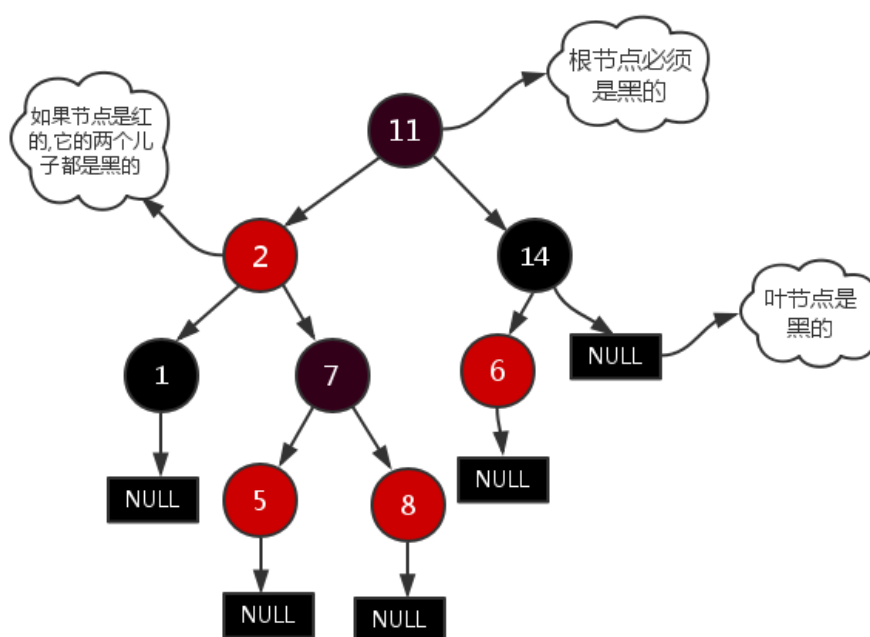 根节点必须
是黑的
如果节点是红
的,它的两个儿
子都是黑的
11
2
14
叶节点是
黑的
1
7
6
NULL
NULL
NULL
5
8
NULL
NULL